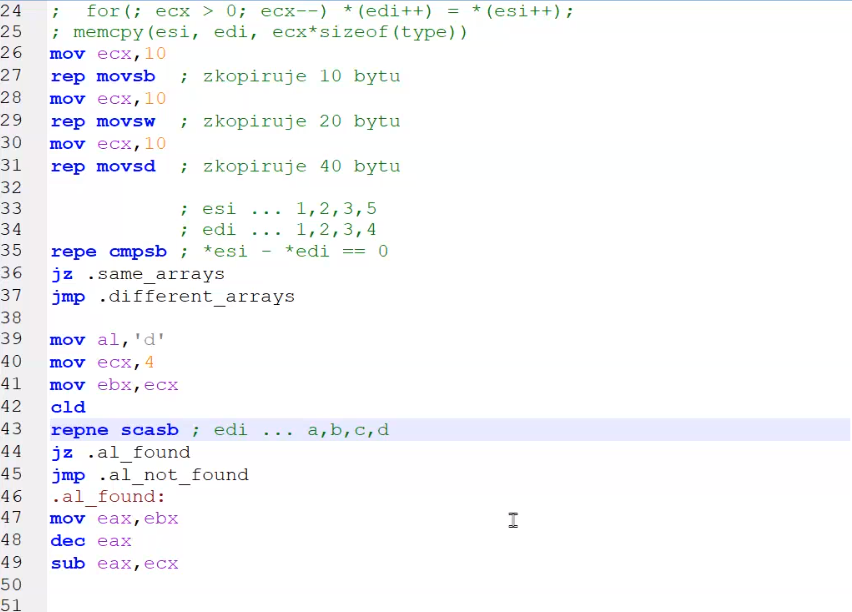 24 ;  for(; ecx > 0; ecx--) *(edi++) = *(esi++);
25 ; memcpy(esi, edi, ecx*sizeof(type))
26 mov ecx,10
27 rep movsb  ; zkopiruje 10 bytu
28 mov ecx,10
29 rep movsw  ; zkopiruje 20 bytu
30 mov ecx,10
31 rep movsd  ; zkopiruje 40 bytu
32
33            ; esi ... 1,2,3,5
34            ; edi ... 1,2,3,4
35 repe cmpsb ; *esi - *edi == 0
36 jz .same_arrays
37 jmp .different_arrays
38
39 mov al,'d'
40 mov ecx,4
41 mov ebx,ecx
42 cld
43 repne scasb ; edi ... a,b,c,d
44 jz .al_found
45 jmp .al_not_found
46 .al_found:
47 mov eax,ebx
48 dec eax
49 sub eax,ecx
50
51